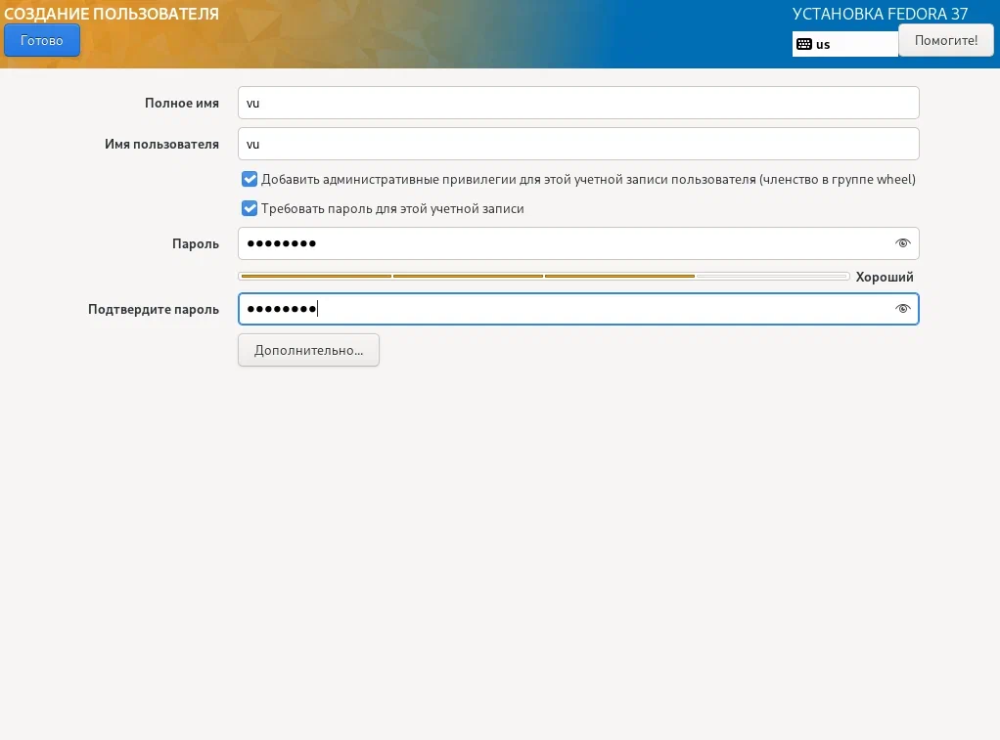 СОЗДАНИЕ ПОЛЬЗОВАТЕЛЯ
УСТАНОВКА FEDORA 37
Готово
us
Помогите!
Полное имя
vu
Имя пользователя
vu
Добавить административные привилегии для этой учетной записи пользователя (членство в группе wheel)
Требовать пароль для этой учетной записи
Пароль
●●●●●●●●
Хороший
Подтвердите пароль
●●●●●●●●
Дополнительно...